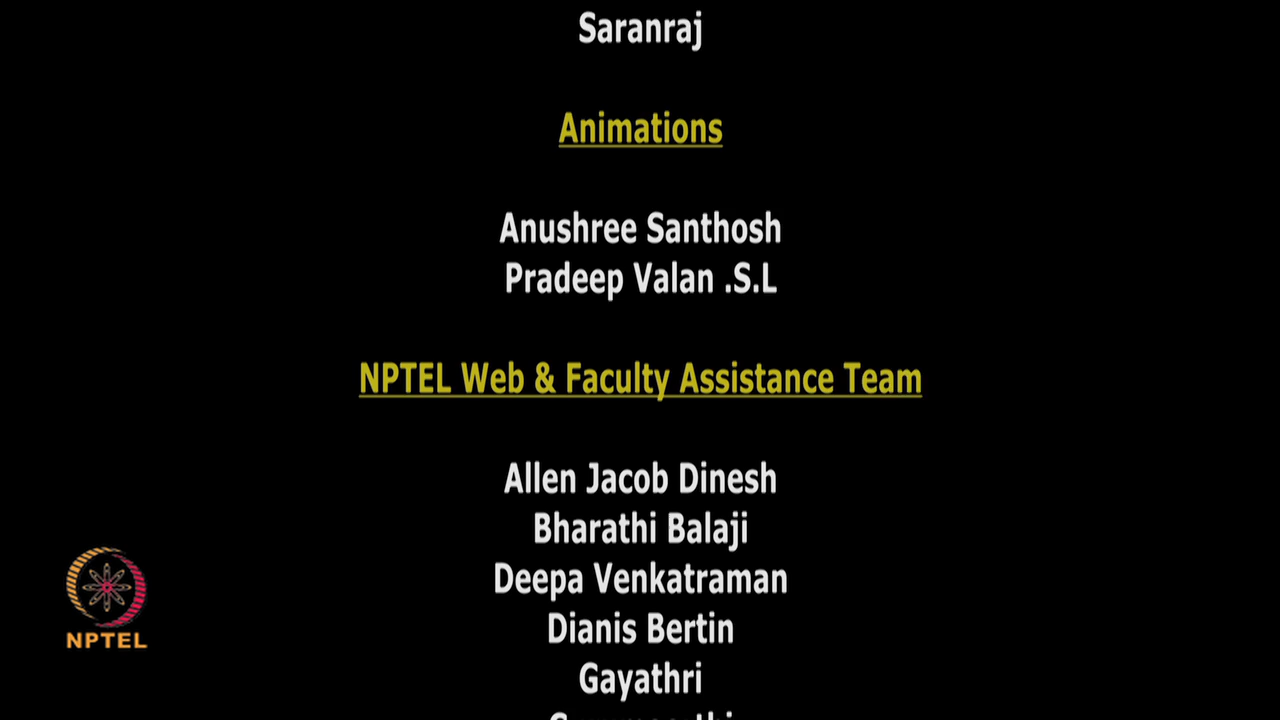 Saranraj
Animations
Anushree Santhosh
Pradeep Valan .S.L
NPTEL Web & Faculty Assistance Team
Allen Jacob Dinesh
Bharathi Balaji
Deepa Venkatraman
Dianis Bertin
Gayathri
NPTEL